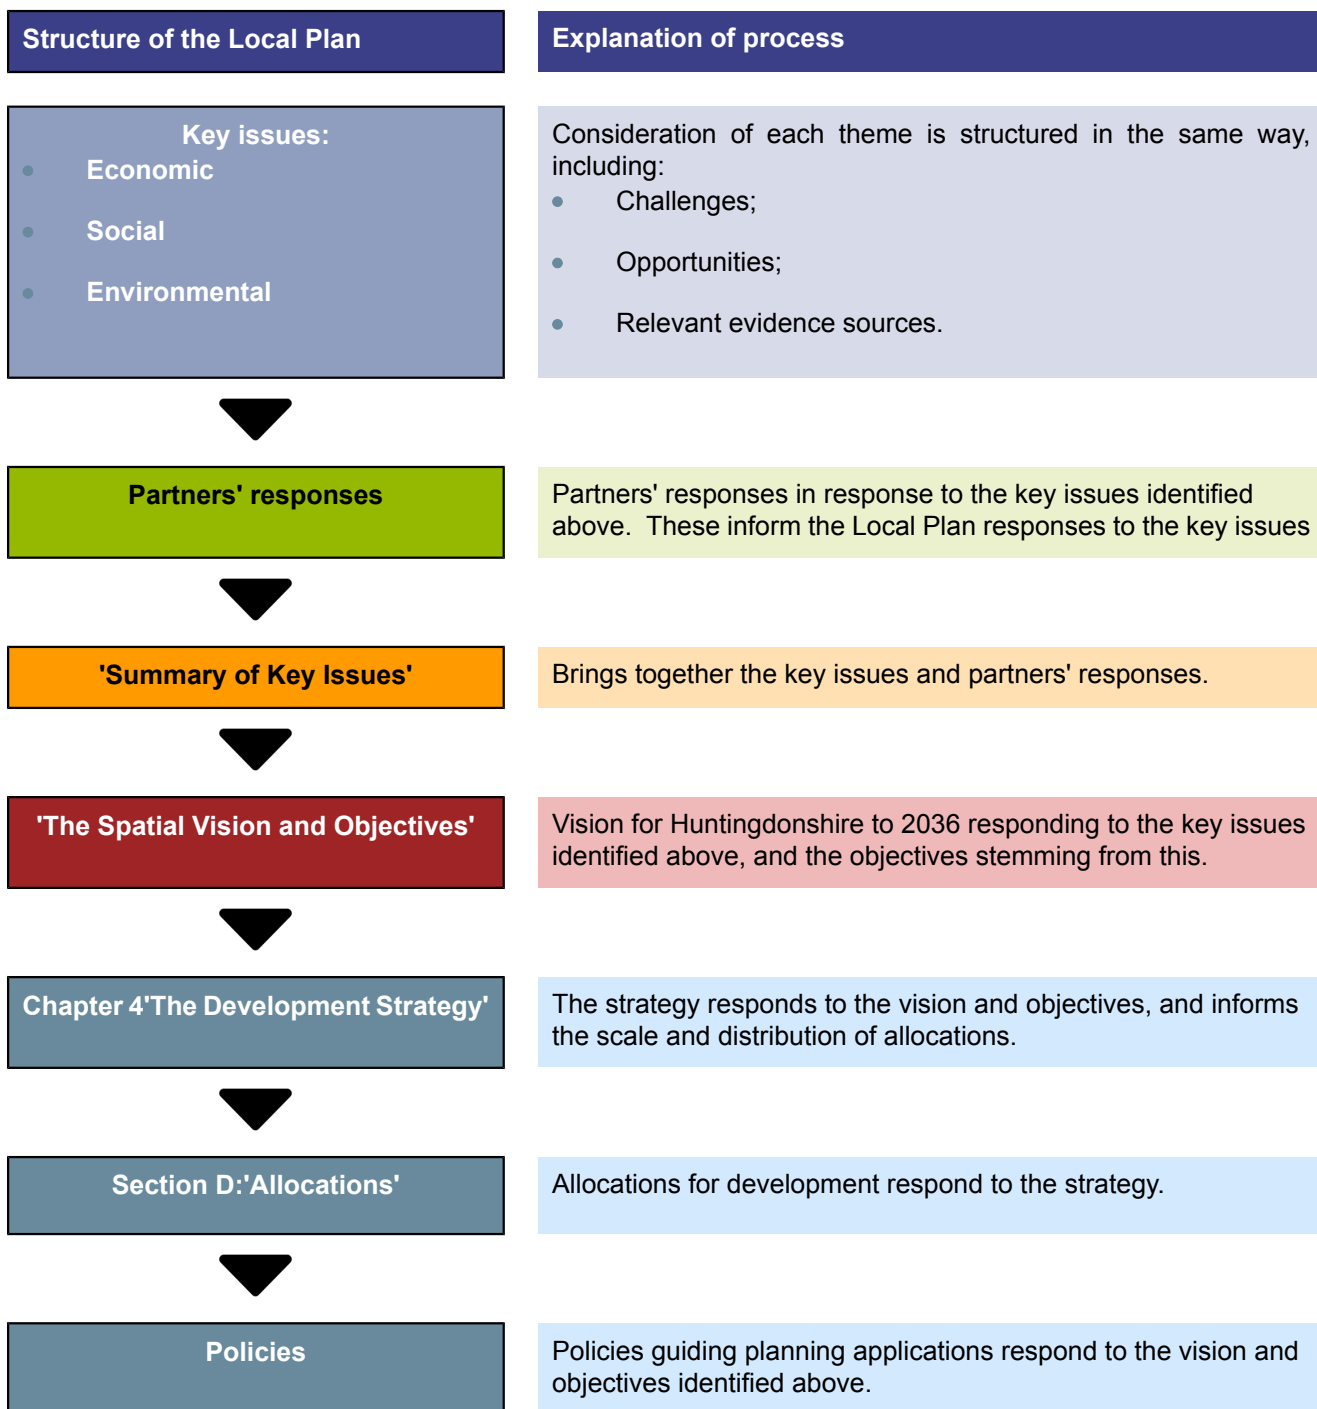 Structure of the Local Plan
Explanation of process
Key issues:
Economic
Social
Environmental
Consideration of each theme is structured in the same way,
including:
Challenges;
Opportunities;
Relevant evidence sources.
Partners' responses
Partners' responses in response to the key issues identified
above. These inform the Local Plan responses to the key issues
'Summary of Key Issues'
Brings together the key issues and partners' responses.
'The Spatial Vision and Objectives'
Vision for Huntingdonshire to 2036 responding to the key issues
identified above, and the objectives stemming from this.
Chapter 4'The Development Strategy'
The strategy responds to the vision and objectives, and informs
the scale and distribution of allocations.
Section D:'Allocations'
Allocations for development respond to the strategy.
Policies
Policies guiding planning applications respond to the vision and
objectives identified above.